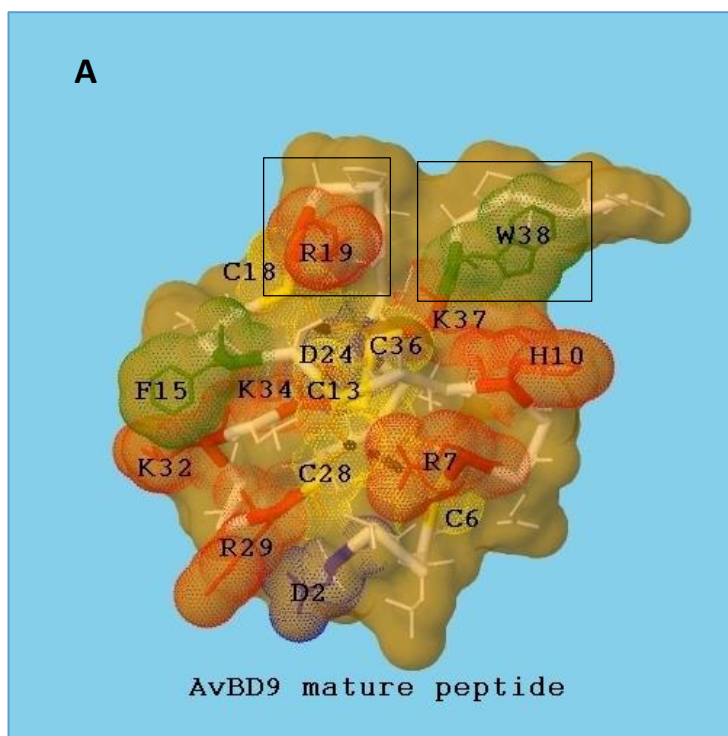 A
R19
W38
C18
K37
D24
C36
H10
F15
K34
C13
K32
C28
R7
C6
R29
D2
AvBD9 mature peptide